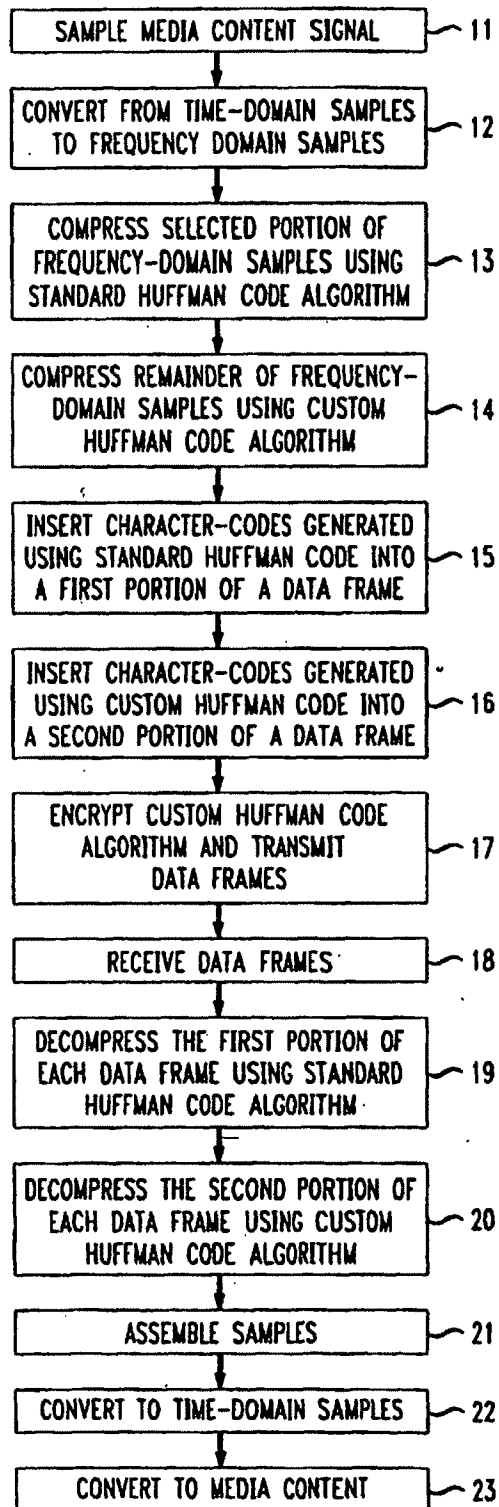 SAMPLE MEDIA CONTENT SIGNAL 11
CONVERT FROM TIME-DOMAIN SAMPLES
TO FREQUENCY DOMAIN SAMPLES
12
COMPRESS SELECTED PORTION OF
FREQUENCY-DOMAIN SAMPLES USING
STANDARD HUFFMAN CODE ALGORITHM
13
COMPRESS REMAINDER OF FREQUENCY-
DOMAIN SAMPLES USING CUSTOM
HUFFMAN CODE ALGORITHM
14
INSERT CHARACTER-CODES GENERATED
USING STANDARD HUFFMAN CODE INTO
A FIRST PORTION OF A DATA FRAME
15
INSERT CHARACTER-CODES GENERATED
USING CUSTOM HUFFMAN CODE INTO
A SECOND PORTION OF A DATA FRAME
16
ENCRYPT CUSTOM HUFFMAN CODE
ALGORITHM AND TRANSMIT
DATA FRAMES
17
RECEIVE DATA FRAMES 18
DECOMPRESS THE FIRST PORTION OF
EACH DATA FRAME USING STANDARD
HUFFMAN CODE ALGORITHM
19
DECOMPRESS THE SECOND PORTION OF
EACH DATA FRAME USING CUSTOM
HUFFMAN CODE ALGORITHM
20
ASSEMBLE SAMPLES 21
CONVERT TO TIME-DOMAIN SAMPLES 22
CONVERT TO MEDIA CONTENT 23